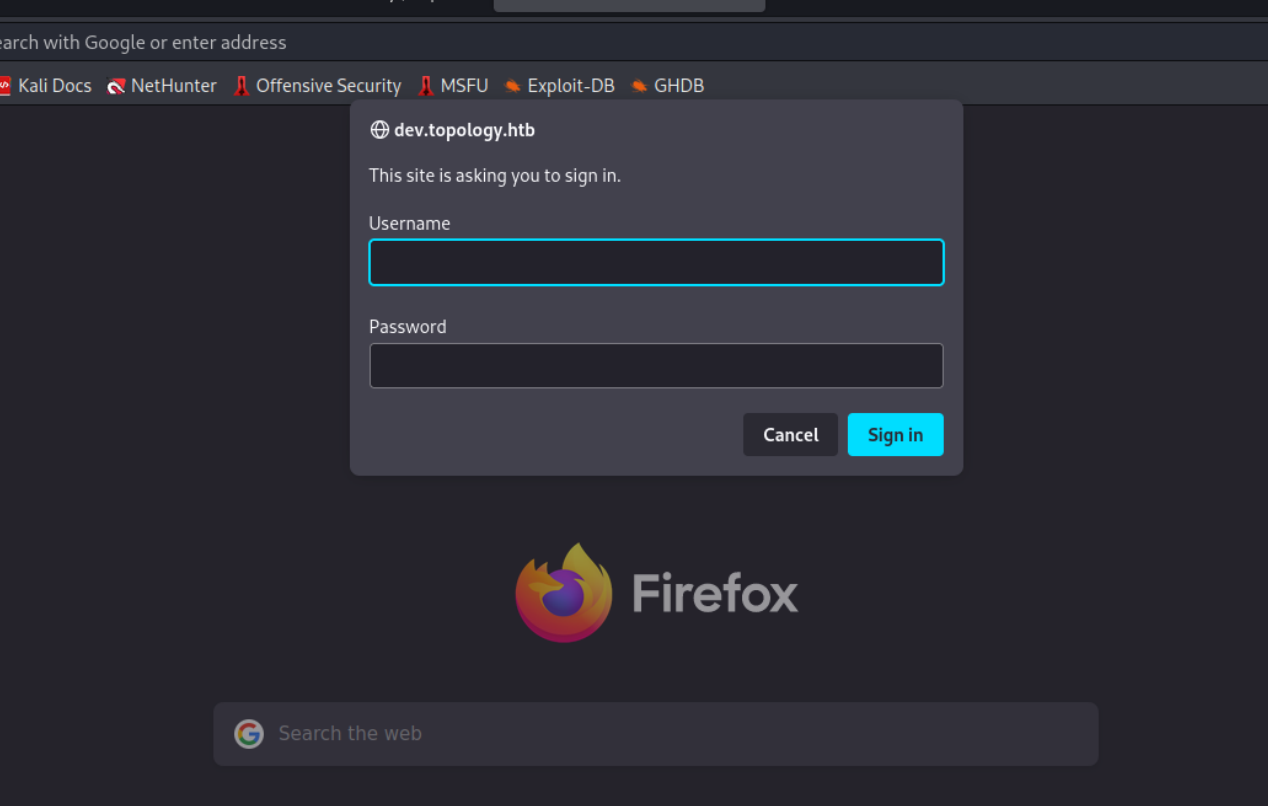 earch with Google or enter address
Kali Docs NetHunter Offensive Security MSFU Exploit-DB GHDB
dev.topology.htb
This site is asking you to sign in.
Username
Password
Cancel Sign in
Firefox
Search the web